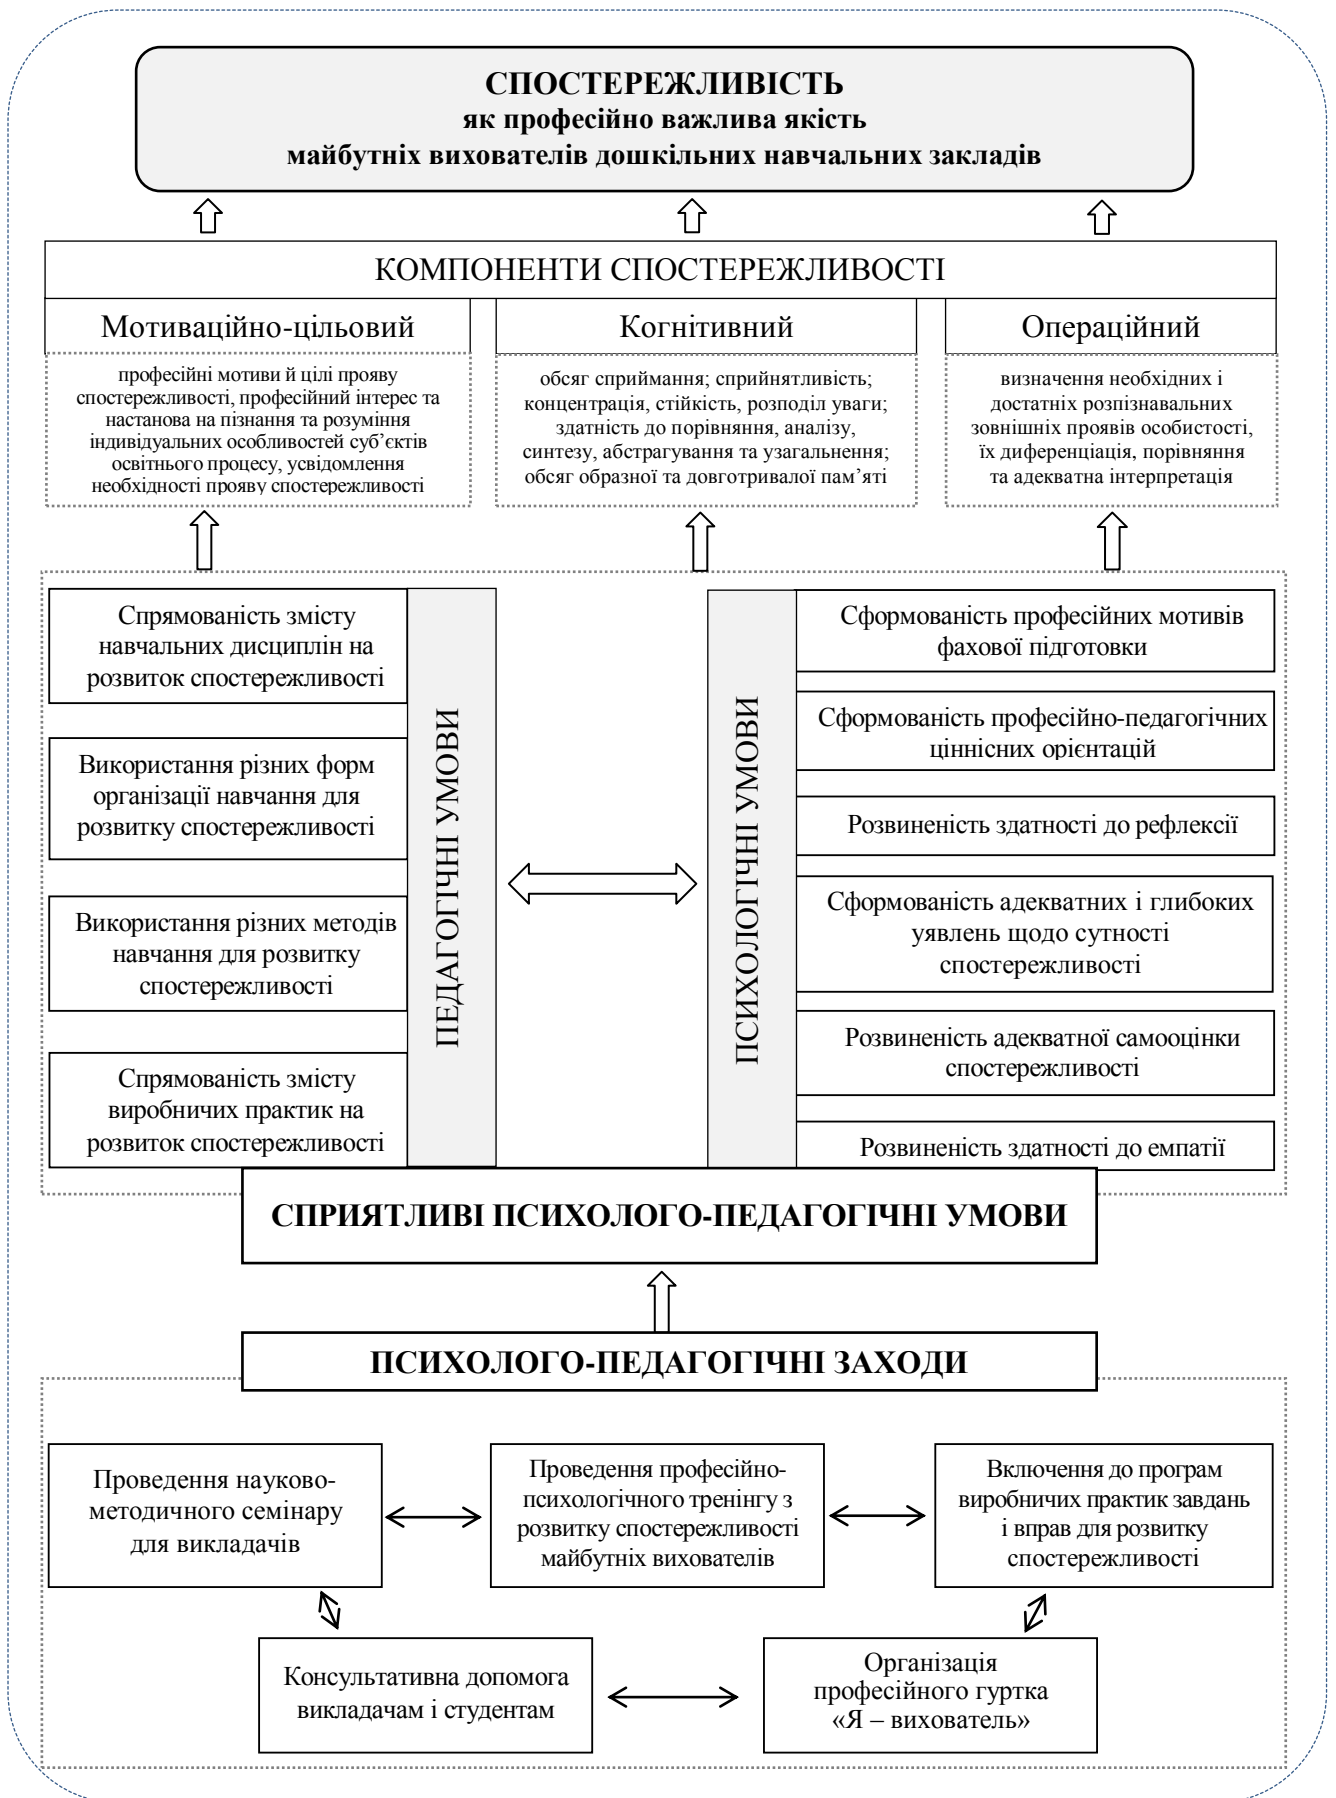 СПОСТЕРЕЖЛИВІСТЬ
як професійно важлива якість
майбутніх вихователів дошкільних навчальних закладів
КОМПОНЕНТИ СПОСТЕРЕЖЛИВОСТІ
Мотиваційно-цільовий
професійні мотиви й цілі прояву
спостережливості, професійний інтерес та
настанова на пізнання та розуміння
індивідуальних особливостей суб’єктів
освітнього процесу, усвідомлення
необхідності прояву спостережливості
Когнітивний
обсяг сприймання; сприйнятливість;
концентрація, стійкість, розподіл уваги;
здатність до порівняння, аналізу,
синтезу, абстрагування та узагальнення;
обсяг образної та довготривалої пам’яті
Операційний
визначення необхідних і
достатніх розпізнавальних
зовнішніх проявів особистості,
їх диференціація, порівняння
та адекватна інтерпретація
Спрямованість змісту
навчальних дисциплін на
розвиток спостережливості
Використання різних форм
організації навчання для
розвитку спостережливості
Використання різних методів
навчання для розвитку
спостережливості
Спрямованість змісту
виробничих практик на
розвиток спостережливості
ПЕДАГОГІЧНІ УМОВИ
ПСИХОЛОГІЧНІ УМОВИ
Сформованість професійних мотивів
фахової підготовки
Сформованість професійно-педагогічних
ціннісних орієнтацій
Розвиненість здатності до рефлексії
Сформованість адекватних і глибоких
уявлень щодо сутності
спостережливості
Розвиненість адекватної самооцінки
спостережливості
Розвиненість здатності до емпатії
СПРИЯТЛИВІ ПСИХОЛОГО-ПЕДАГОГІЧНІ УМОВИ
ПСИХОЛОГО-ПЕДАГОГІЧНІ ЗАХОДИ
Проведення науково-
методичного семінару
для викладачів
Проведення професійно-
психологічного тренінгу з
розвитку спостережливості
майбутніх вихователів
Включення до програм
виробничих практик завдань
і вправ для розвитку
спостережливості
Консультативна допомога
викладачам і студентам
Організація
професійного гуртка
«Я – вихователь»